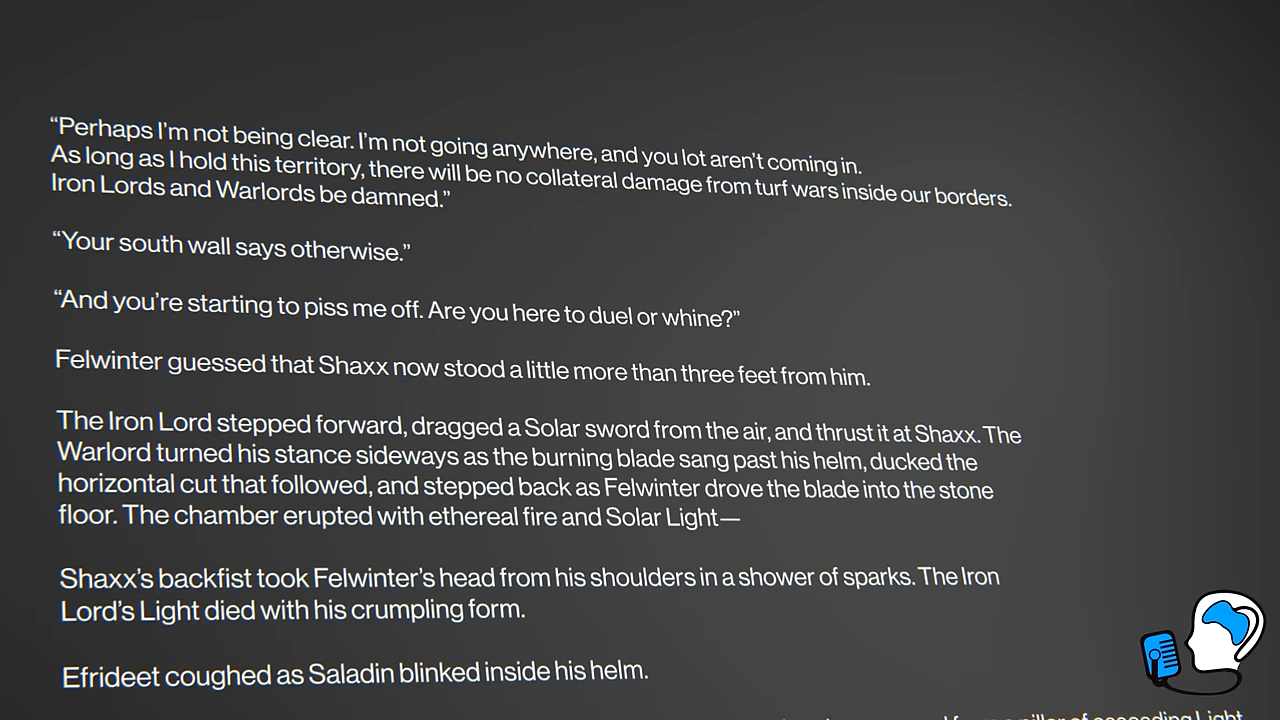 “Perhaps I’m not being clear. I’m not going anywhere, and you lot aren’t coming in.
As long as I hold this territory, there will be no collateral damage from turf wars inside our borders.
Iron Lords and Warlords be damned.”
“Your south wall says otherwise.”
“And you’re starting to piss me off. Are you here to duel or whine?”
Felwinter guessed that Shaxx now stood a little more than three feet from him.
The Iron Lord stepped forward, dragged a Solar sword from the air, and thrust it at Shaxx. The
Warlord turned his stance sideways as the burning blade sang past his helm, ducked the
horizontal cut that followed, and stepped back as Felwinter drove the blade into the stone
floor. The chamber erupted with ethereal fire and Solar Light—
Shaxx’s backfist took Felwinter’s head from his shoulders in a shower of sparks. The Iron
Lord’s Light died with his crumpling form.
Efrideet coughed as Saladin blinked inside his helm.
from a pillar of ascending Light